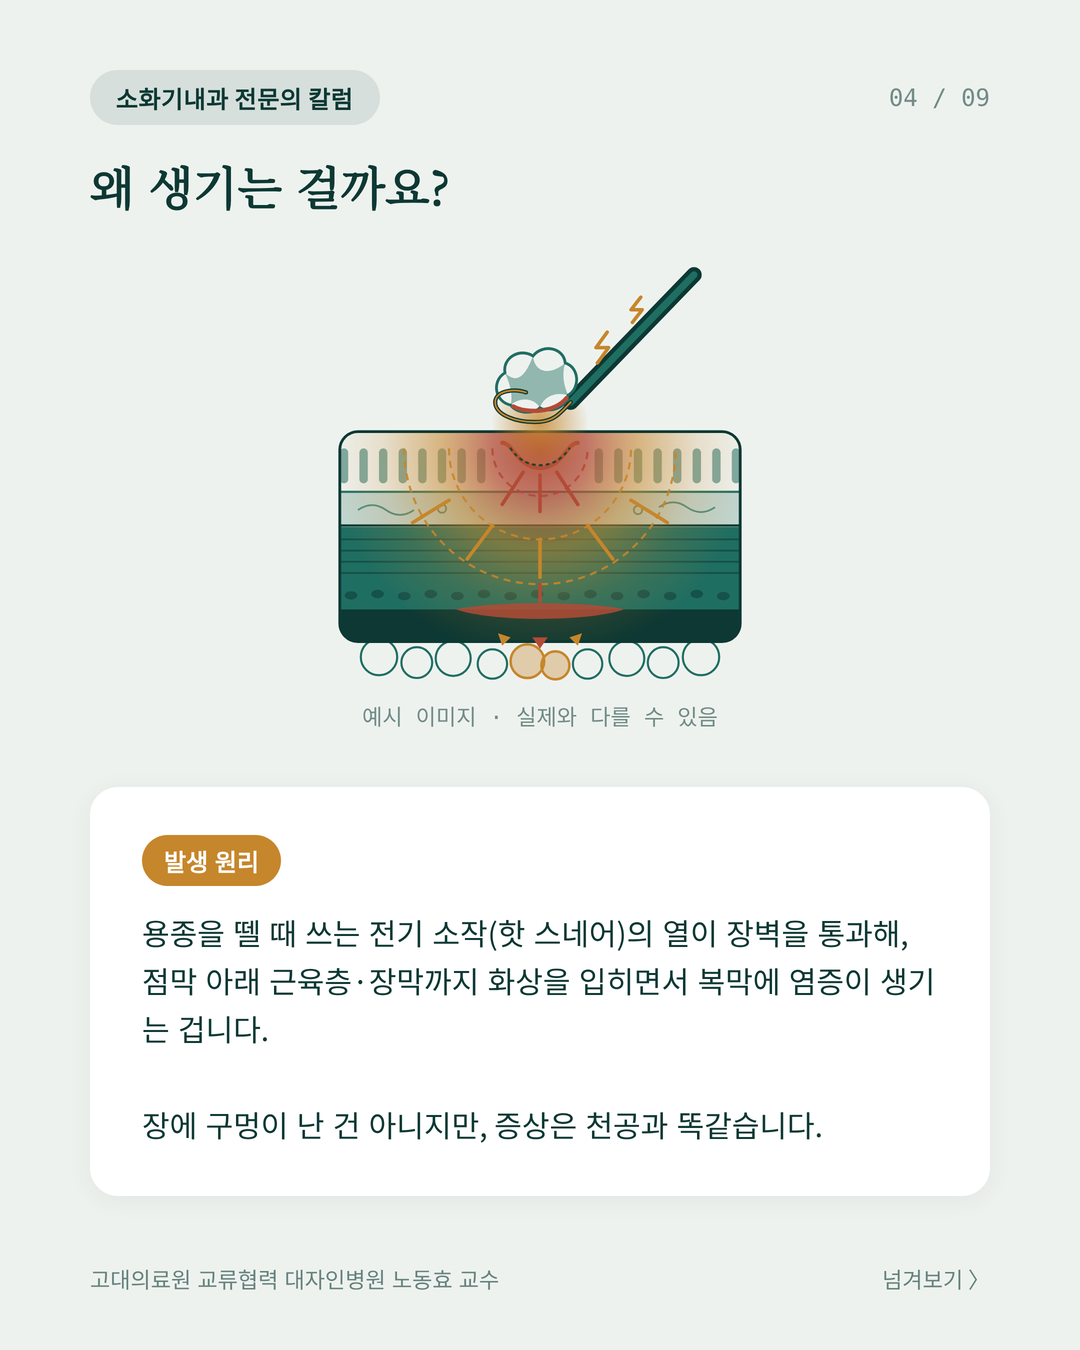 소화기내과 전문의 칼럼
04 / 09
왜 생기는 걸까요?
예시 이미지 · 실제와 다를 수 있음
발생 원리
용종을 뗄 때 쓰는 전기 소작(핫 스네어)의 열이 장벽을 통과해,
점막 아래 근육층·장막까지 화상을 입히면서 복막에 염증이 생기
는 겁니다.
장에 구멍이 난 건 아니지만, 증상은 천공과 똑같습니다.
고대의료원 교류협력 대자인병원 노동효 교수
넘겨보기 〉